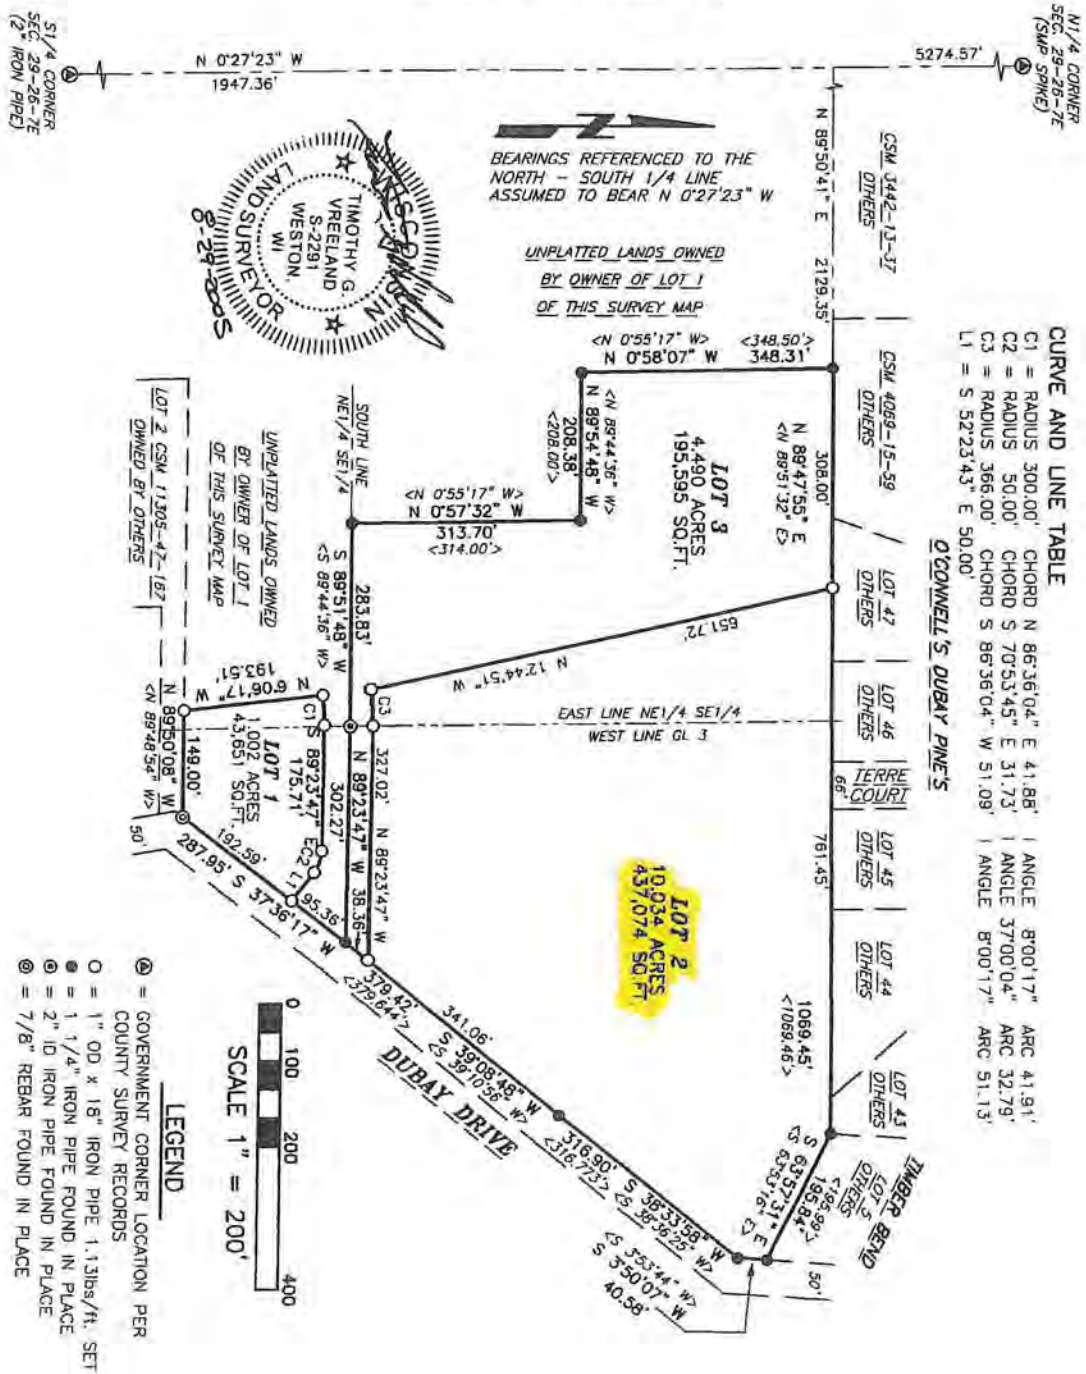 N1/4 CORNER
SEC. 29-26-7E
(SMP SPIKE)
5274.57'
S1/4 CORNER
SEC. 29-26-7E
(2" IRON PIPE)
N 0°27'23" W
1947.36'
BEARINGS REFERENCED TO THE
NORTH - SOUTH 1/4 LINE
ASSUMED TO BEAR N 0°27'23" W
N 89°50'41" E 2129.35'
CSM 3442-13-37
OTHERS
CSM 4069-15-59
OTHERS
UNPLATTED LANDS OWNED
BY OWNER OF LOT 1
OF THIS SURVEY MAP
WISCONSIN
LAND SURVEYOR
TIMOTHY G.
VREELAND
S-2291
WESTON,
WI
8-29-2005
CURVE AND LINE TABLE
C1 = RADIUS 300.00' CHORD N 86°36'04" E 41.88' I ANGLE 8°00'17" ARC 41.91'
C2 = RADIUS 50.00' CHORD S 70°53'45" E 31.73' I ANGLE 37°00'04" ARC 32.79'
C3 = RADIUS 366.00' CHORD S 86°36'04" W 51.09' I ANGLE 8°00'17" ARC 51.13'
L1 = S 52°23'43" E 50.00'
O'CONNELL'S DUBAY PINE'S
LOT 47
OTHERS
LOT 46
OTHERS
TERRE
COURT
66'
LOT 45
OTHERS
LOT 44
OTHERS
LOT 43
OTHERS
TIMBER BEND
LOT 5
OTHERS
<N 0°55'17" W>
N 0°58'07" W
<348.50'>
348.31'
N 89°47'55" E
<N 89°51'32" E>
308.00'
761.45'
1069.45'
<1069.46'>
<N 89°44'36" W>
N 89°54'48" W
208.38'
<208.00'>
LOT 3
4.490 ACRES
195,595 SQ.FT.
<N 0°55'17" W>
N 0°57'32" W
313.70'
<314.00'>
SOUTH LINE
NE1/4 SE1/4
283.83'
S 89°51'48" W
<S 89°44'36" W>
N 12°44'51" W
651.72'
EAST LINE NE1/4 SE1/4
WEST LINE GL 3
LOT 2
10.034 ACRES
437,074 SQ.FT.
S 63°57'31" E
<S 63°53'16" E>
195.84'
<195.99'>
50'
<S 3°53'44" W>
S 3°50'07" W
40.58'
316.90' S 38°33'58" W
<316.773'> <S 38°36'25" W>
379.42'
<379.644'>
341.06'
S 39°08'48" W
<S 39°10'56" W>
DUBAY DRIVE
C3
327.02' N 89°23'47" W
302.27'
N 89°23'47" W 38.36'
C1 S 89°23'47" E C2 L1
175.71'
95.36'
N 6°06'17" W
193.51'
LOT 1
1.002 ACRES
43,651 SQ.FT.
149.00'
N 89°50'08" W
<N 89°48'54" W>
192.59'
287.95' S 37°36'17" W
50'
UNPLATTED LANDS OWNED
BY OWNER OF LOT 1
OF THIS SURVEY MAP
LOT 2 CSM 11305-47-167
OWNED BY OTHERS
0 100 200 400
SCALE 1" = 200'
LEGEND
= GOVERNMENT CORNER LOCATION PER
COUNTY SURVEY RECORDS
= 1" OD x 18" IRON PIPE 1.13lbs/ft. SET
= 1 1/4" IRON PIPE FOUND IN PLACE
= 2" ID IRON PIPE FOUND IN PLACE
= 7/8" REBAR FOUND IN PLACE